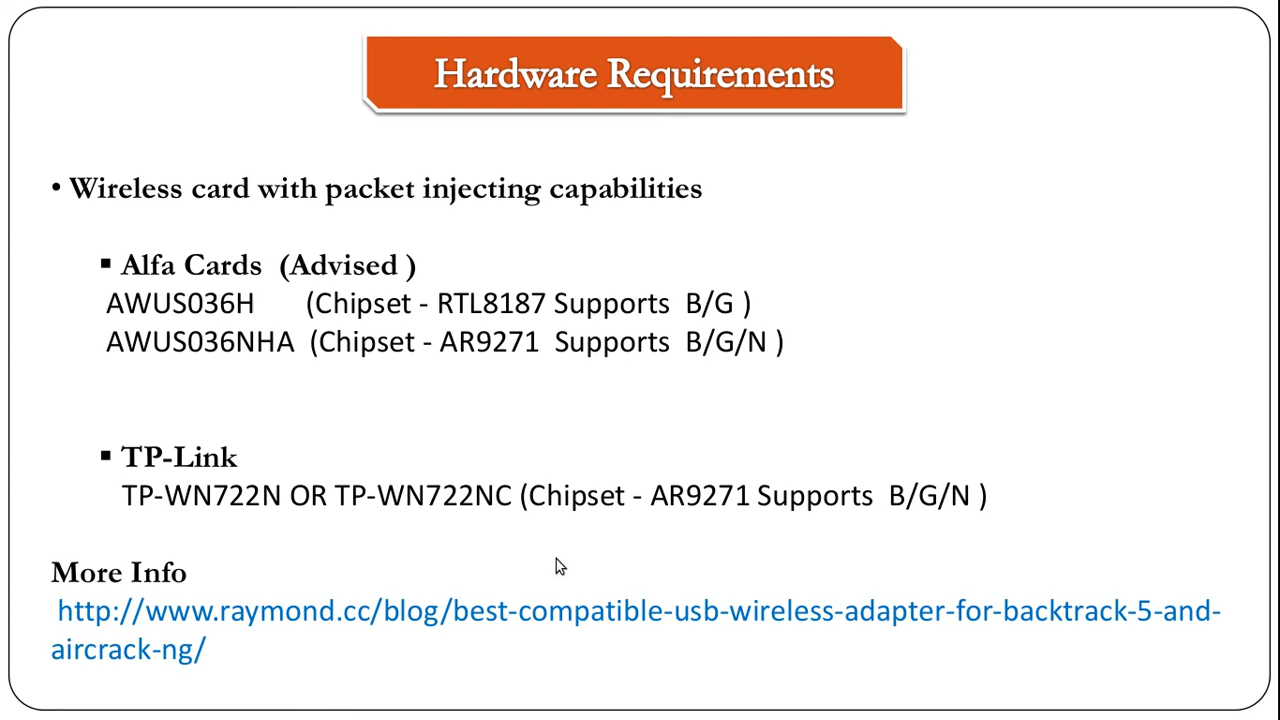 Hardware Requirements
• Wireless card with packet injecting capabilities
▪ Alfa Cards (Advised )
AWUS036H (Chipset - RTL8187 Supports B/G )
AWUS036NHA (Chipset - AR9271 Supports B/G/N )
▪ TP-Link
TP-WN722N OR TP-WN722NC (Chipset - AR9271 Supports B/G/N )
More Info
http://www.raymond.cc/blog/best-compatible-usb-wireless-adapter-for-backtrack-5-and-
aircrack-ng/